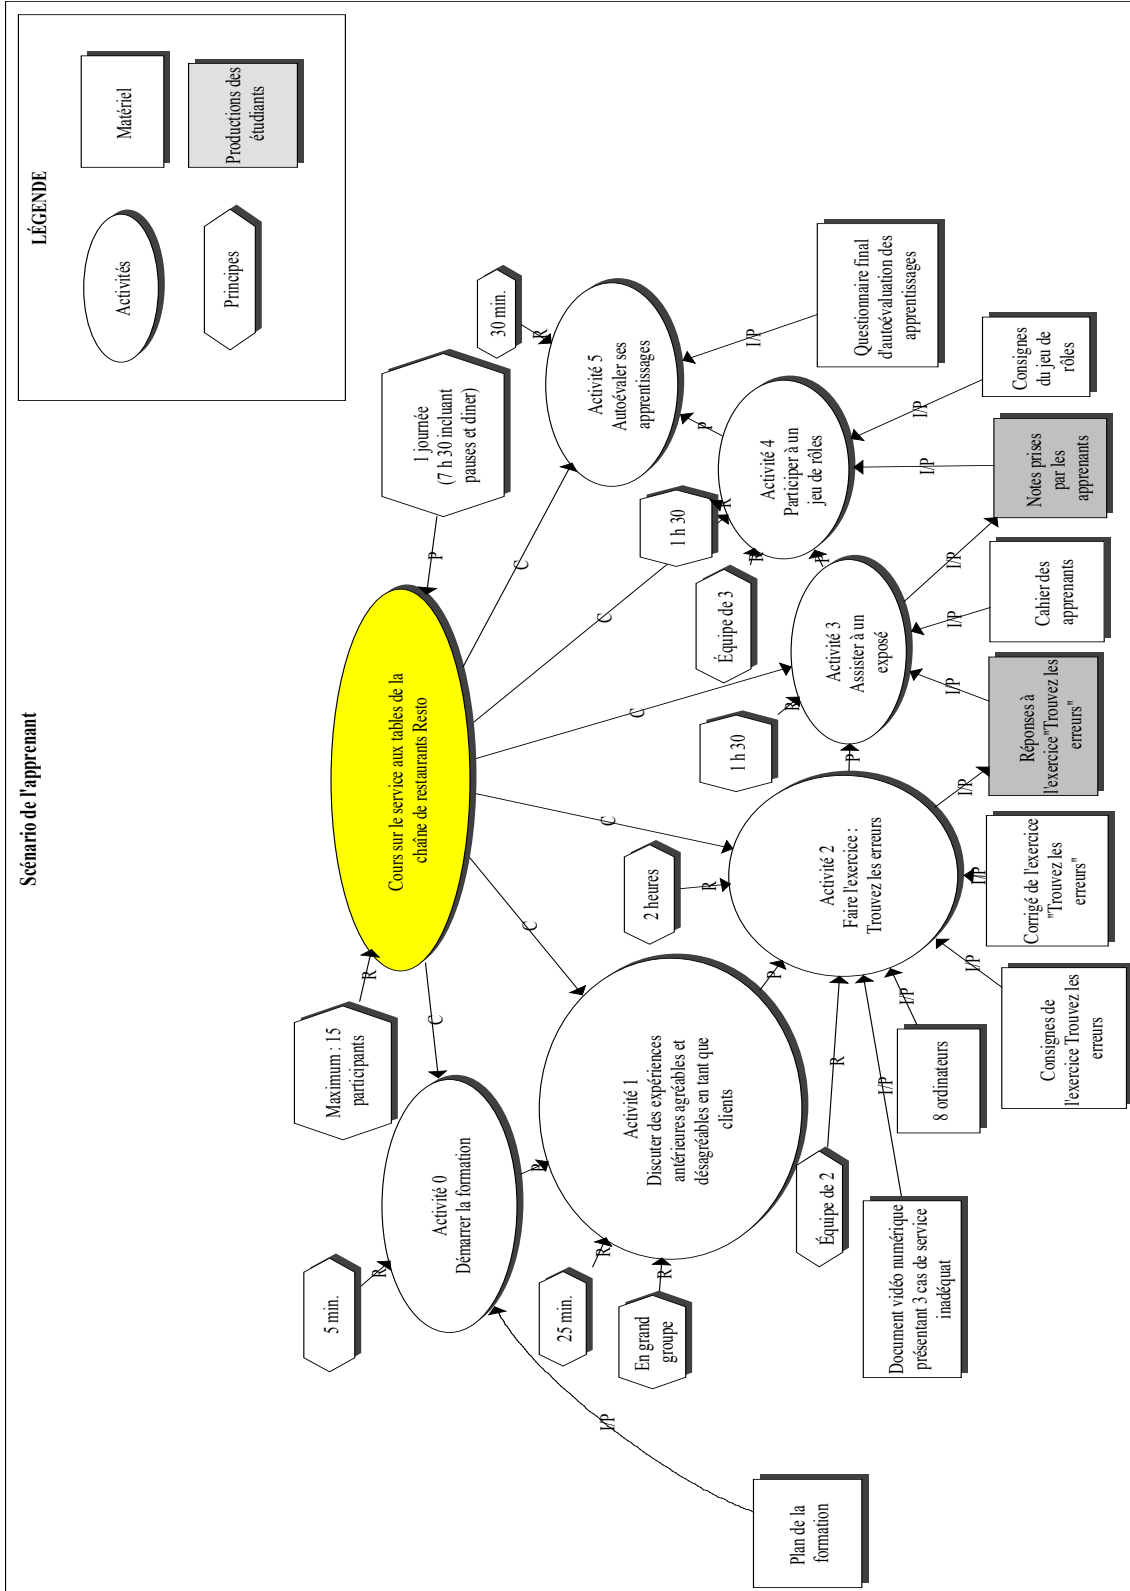 Scénario de l'apprenant
LÉGENDE
Activités
Matériel
Principes
Productions des
étudiants
5 min.
Maximum : 15
participants
1 journée
(7 h 30 incluant
pauses et diner)
30 min.
R
R
P
R
Cours sur le service aux tables de la
chaîne de restaurants Resto
C
C
C
C
C
C
Activité 0
Démarrer la formation
P
I/P
Plan de la
formation
25 min.
R
En grand
groupe
R
Activité 1
Discuter des expériences
antérieures agréables et
désagréables en tant que
clients
P
2 heures
R
Équipe de 2
R
Activité 2
Faire l'exercice :
Trouvez les erreurs
P
I/P
I/P
I/P
I/P
I/P
Document vidéo numérique
présentant 3 cas de service
inadéquat
8 ordinateurs
Consignes de
l'exercice Trouvez les
erreurs
Corrigé de l'exercice
"Trouvez les
erreurs"
Réponses à
l'exercice"Trouvez les
erreurs"
1 h 30
R
Activité 3
Assister à un
exposé
P
I/P
I/P
I/P
Cahier des
apprenants
Notes prises
par les
apprenants
Équipe de 3
R
1 h 30
R
Activité 4
Participer à un
jeu de rôles
P
I/P
I/P
Consignes
du jeu de
rôles
Activité 5
Autoévaler ses
apprentissages
I/P
Questionnaire final
d'autoévaluation des
apprentissages